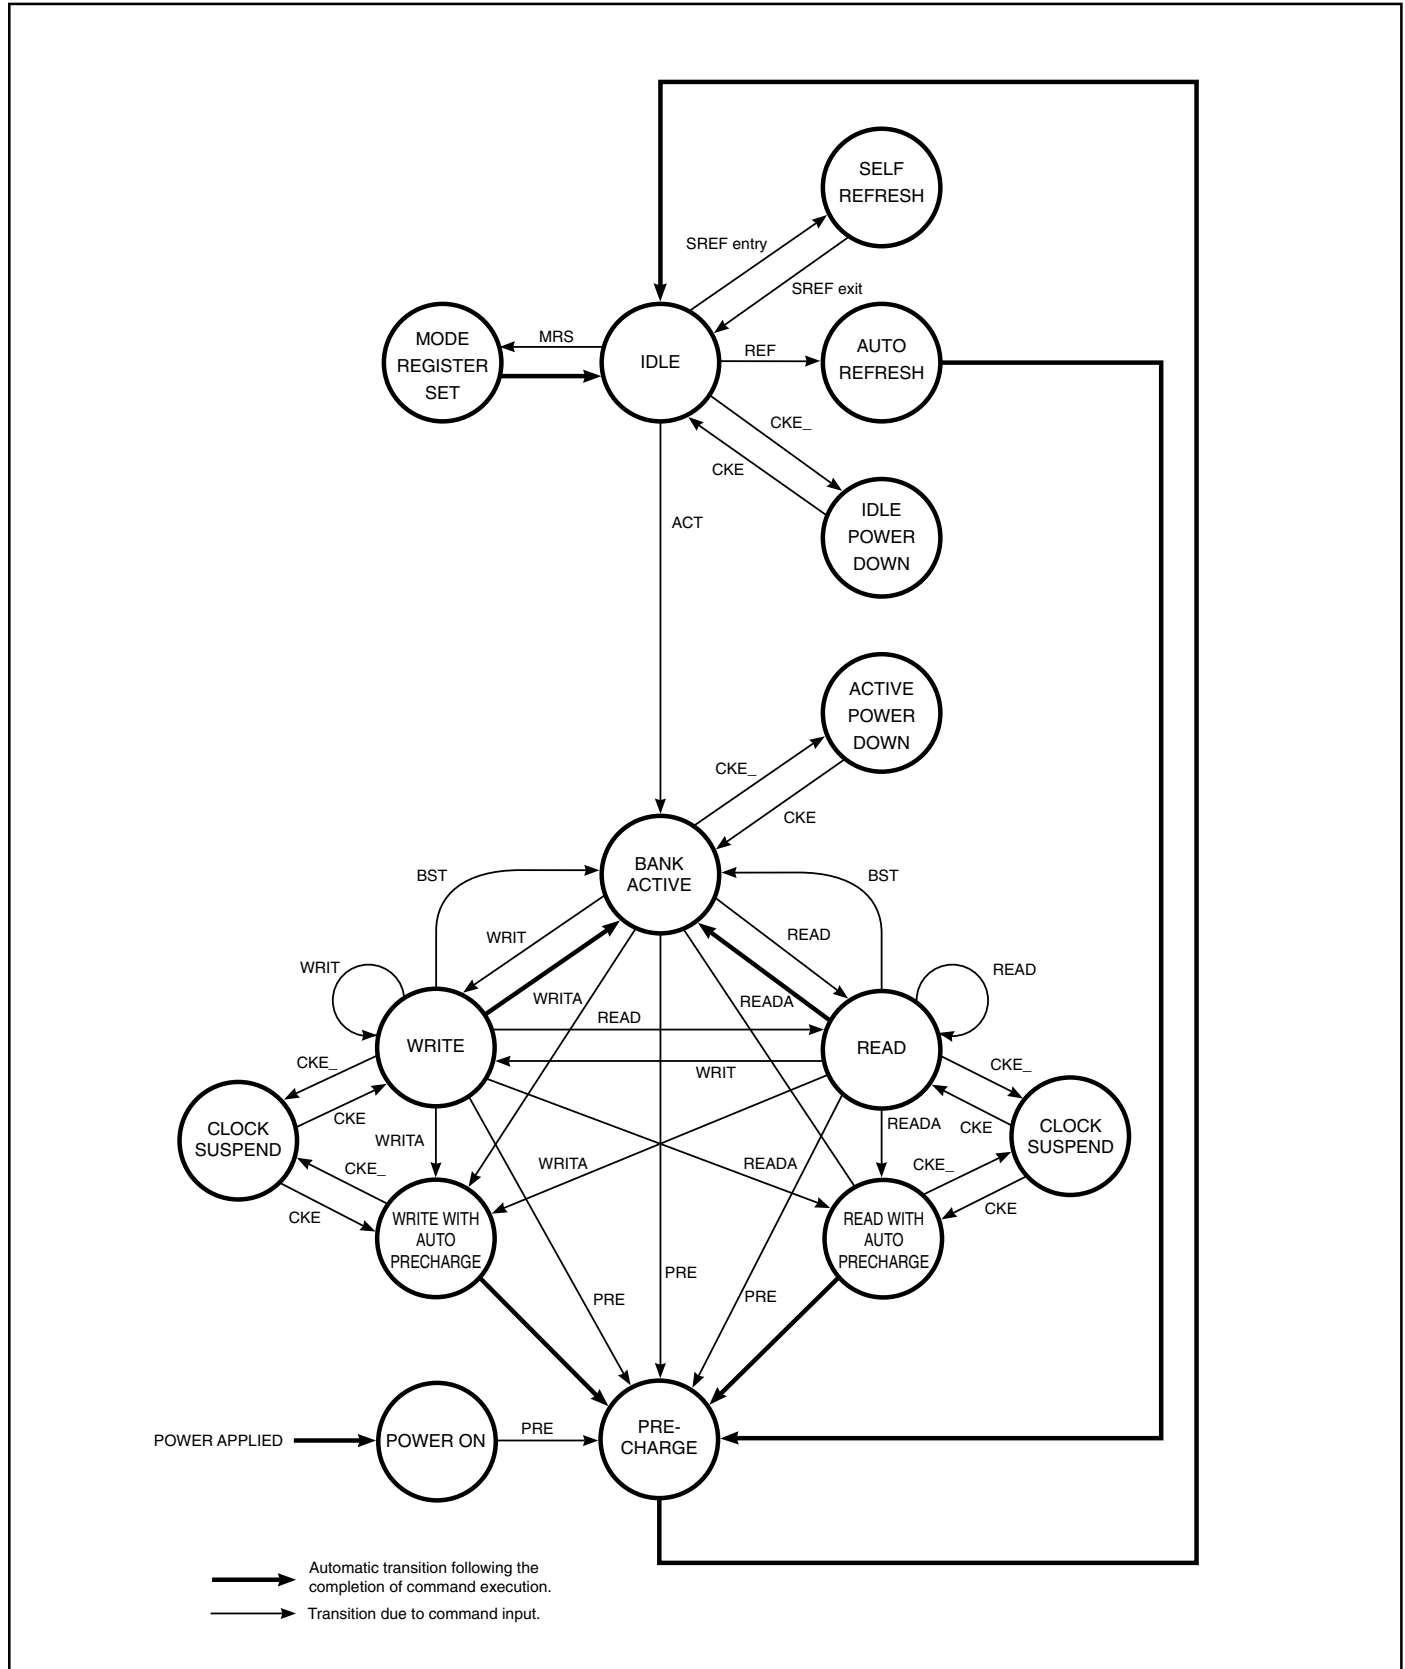 SELF
REFRESH
SREF entry
SREF exit
MODE
REGISTER
SET
MRS
IDLE
REF
AUTO
REFRESH
CKE_
CKE
IDLE
POWER
DOWN
ACT
ACTIVE
POWER
DOWN
CKE_
CKE
BANK
ACTIVE
BST
BST
WRIT
READ
WRIT
READ
WRITA
READA
READ
WRITE
READ
WRIT
CKE_
CKE_
CKE
CKE
CLOCK
SUSPEND
CLOCK
SUSPEND
WRITA
READA
CKE_
WRITA
READA
CKE_
CKE
CKE
WRITE WITH
AUTO
PRECHARGE
READ WITH
AUTO
PRECHARGE
PRE
PRE
PRE
POWER APPLIED
POWER ON
PRE
PRE-
CHARGE
Automatic transition following the
completion of command execution.
Transition due to command input.